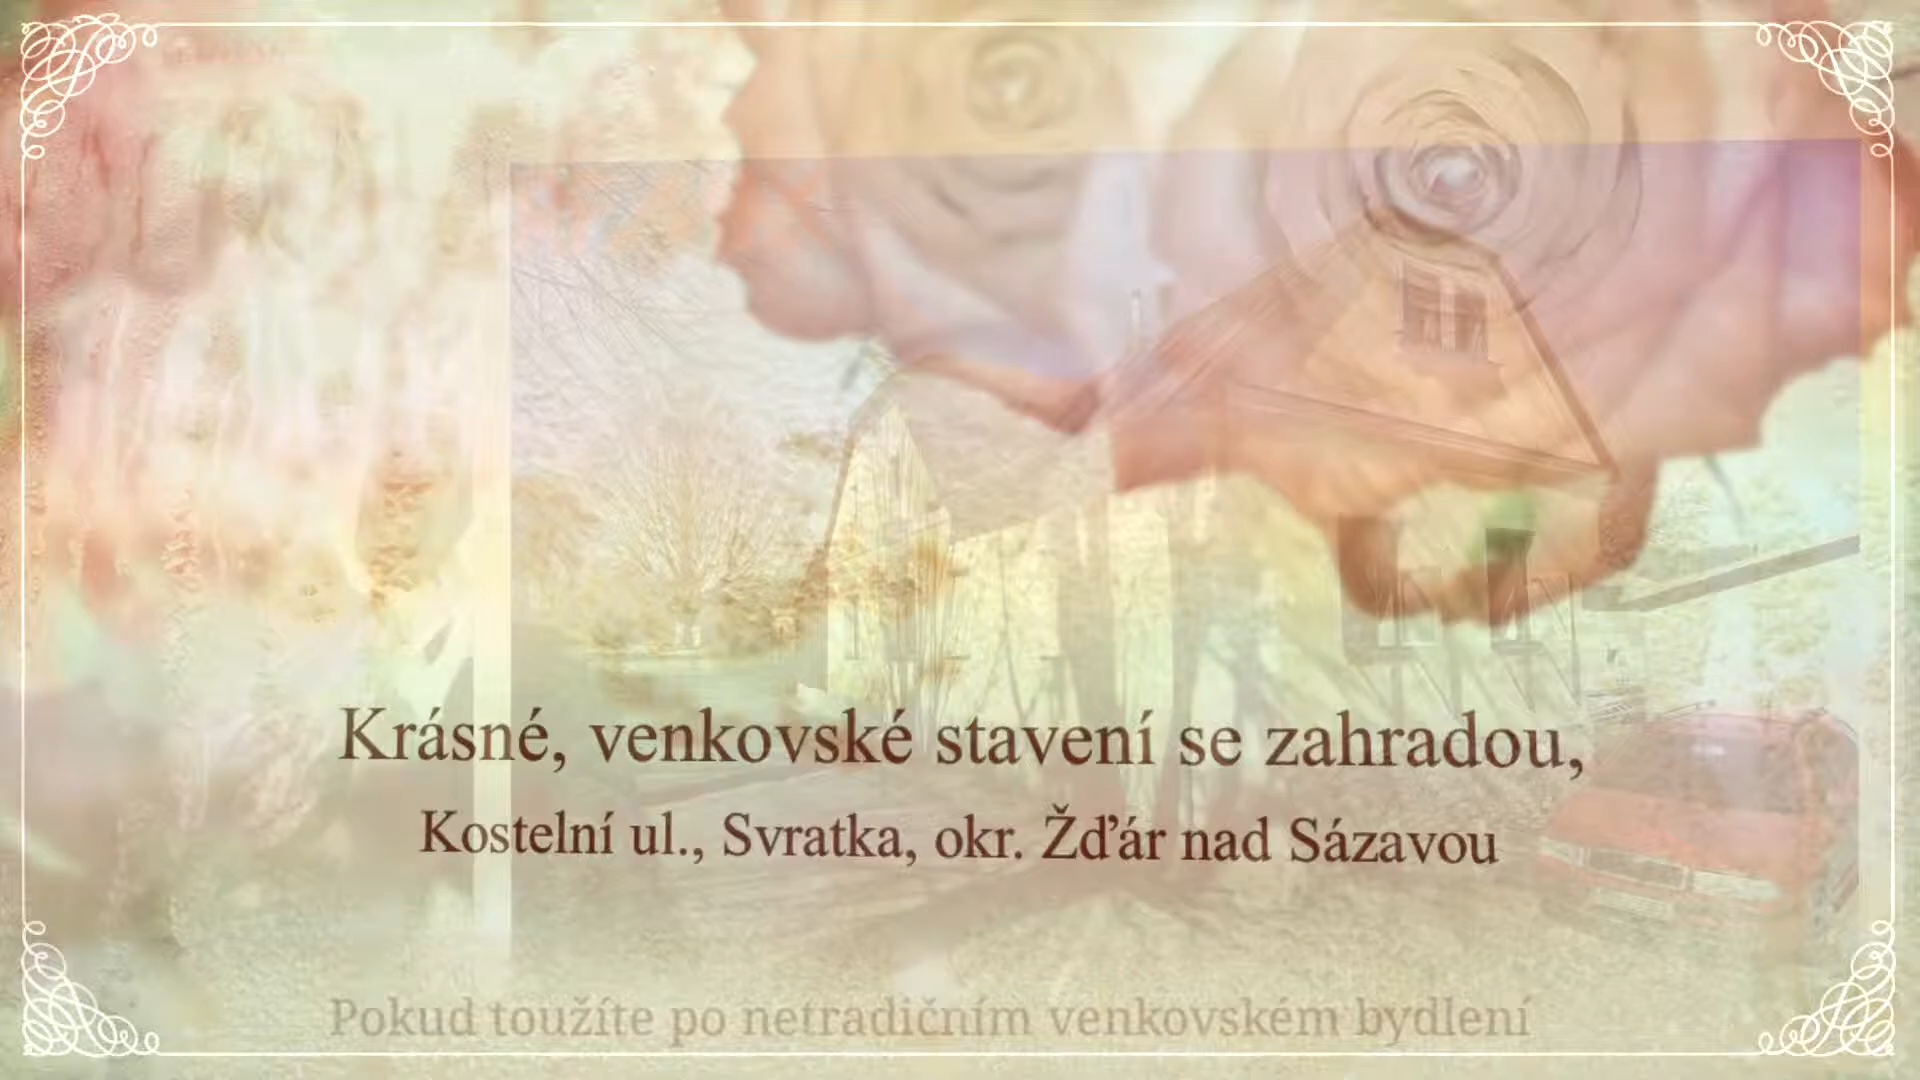 Krásné, venkovské stavení se zahradou,
Kostelní ul., Svratka, okr. Žďár nad Sázavou
Pokud toužíte po netradičním venkovském bydlení